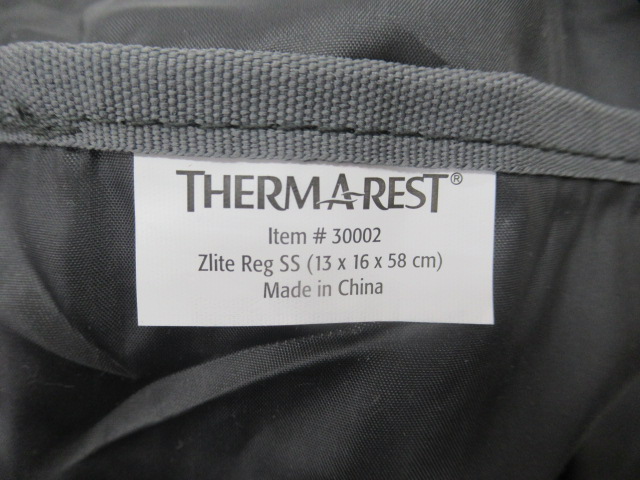 THERMAREST®
Item # 30002
Zlite Reg SS (13 x 16 x 58 cm)
Made in China